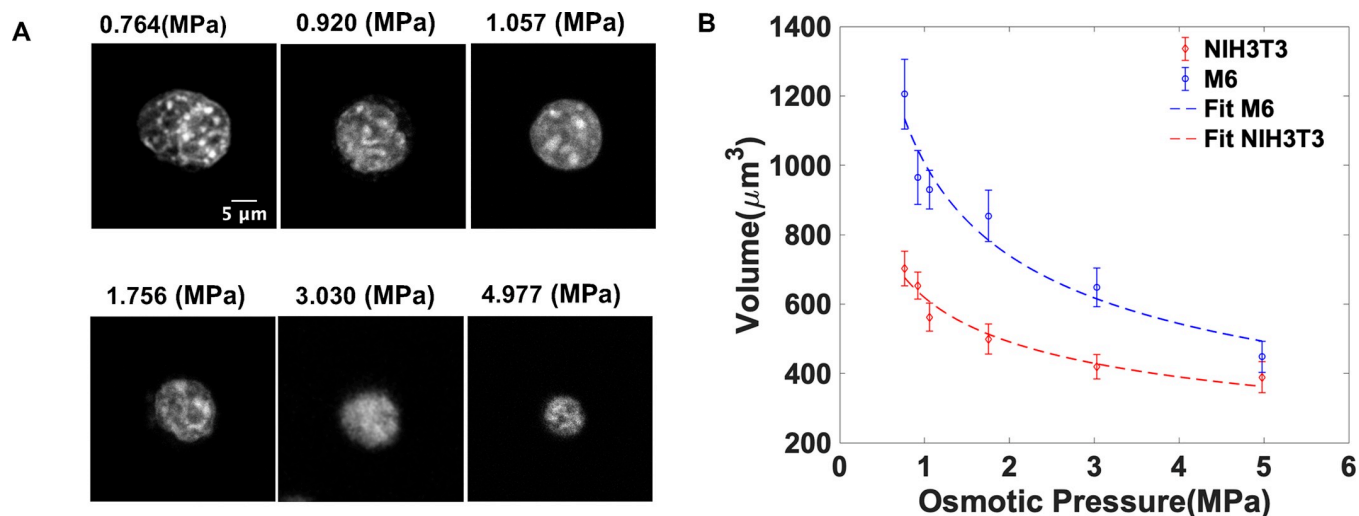 A
0.764(MPa)
0.920 (MPa)
1.057 (MPa)
5 μm
1.756 (MPa)
3.030 (MPa)
4.977 (MPa)
B
1400
1200
1000
800
600
400
200
Volume(μm³)
0
1
2
3
4
5
6
Osmotic Pressure(MPa)
NIH3T3
M6
Fit M6
Fit NIH3T3